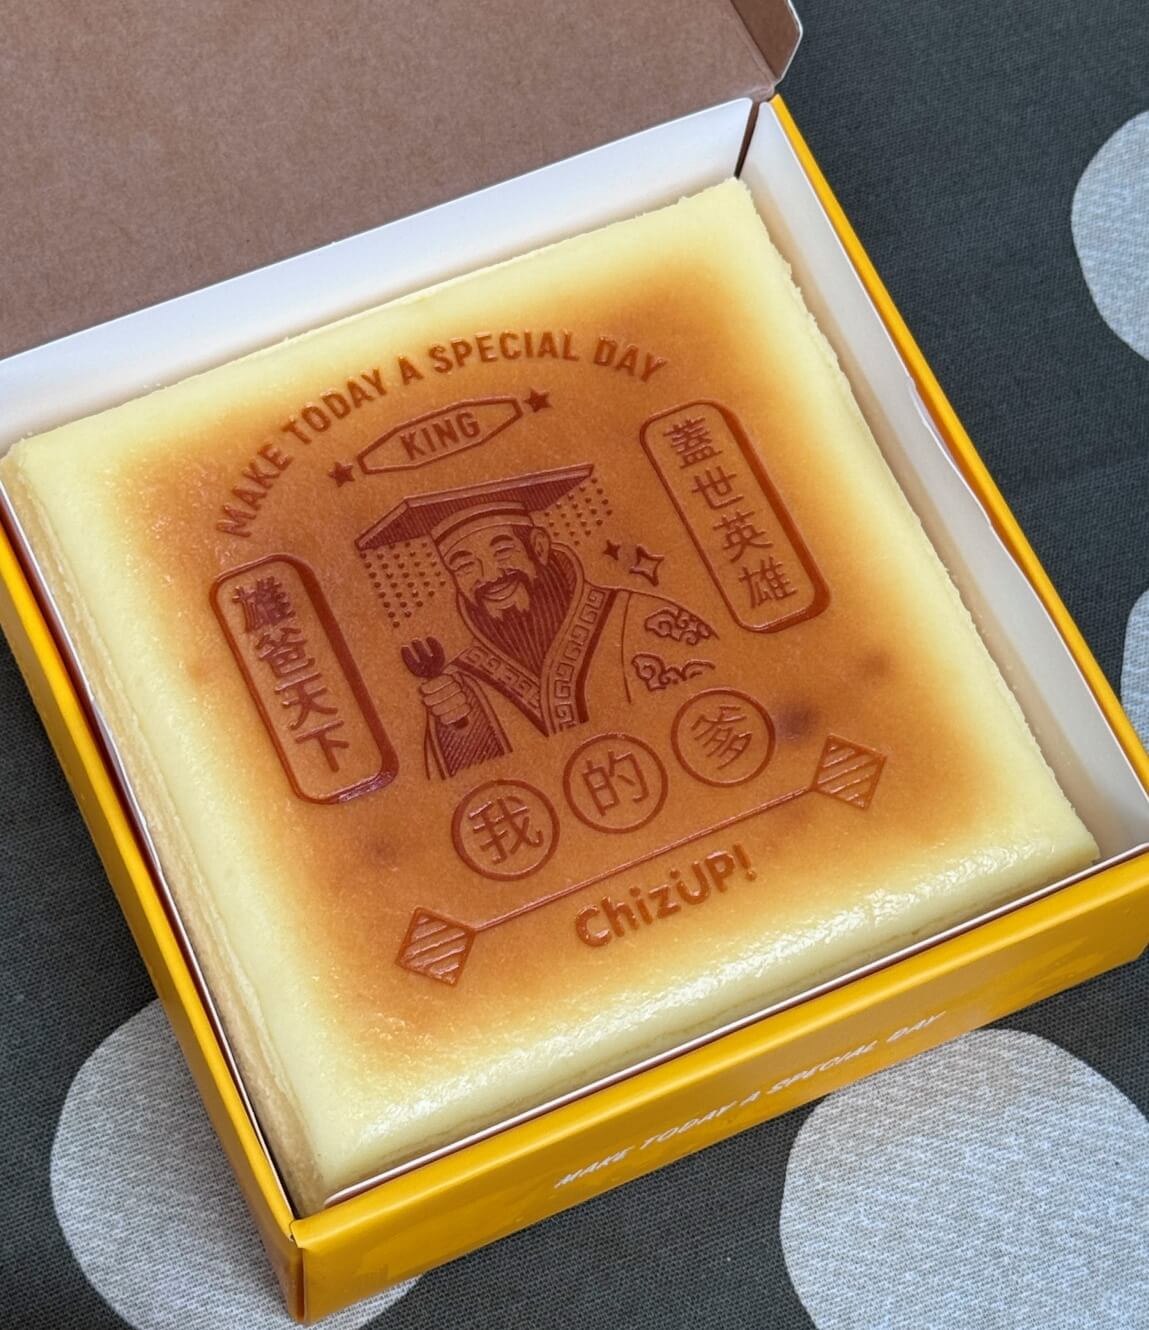 MAKE TODAY A SPECIAL DAY
KING
蓋世英雄
雄爸天下
我的爹
ChizUP!
MAKE TODAY A SPECIAL DAY